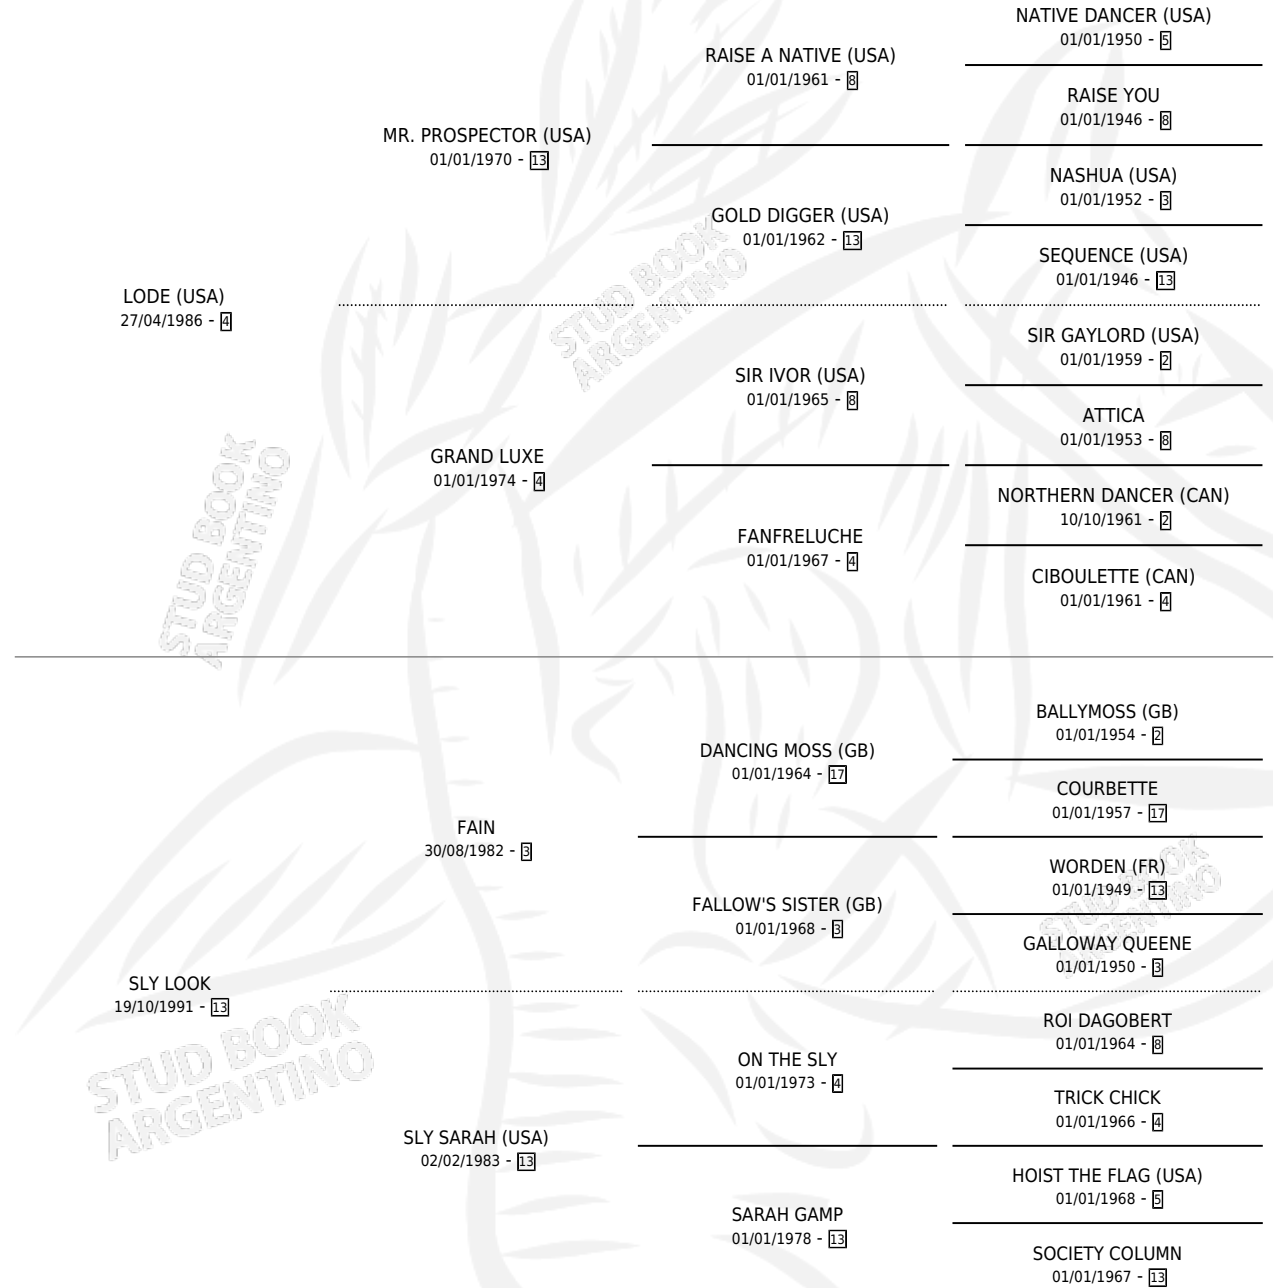 NATIVE DANCER (USA)
01/01/1950 - 5
RAISE A NATIVE (USA)
01/01/1961 - 8
RAISE YOU
01/01/1946 - 8
MR. PROSPECTOR (USA)
01/01/1970 - 13
NASHUA (USA)
01/01/1952 - 3
GOLD DIGGER (USA)
01/01/1962 - 13
SEQUENCE (USA)
01/01/1946 - 13
LODE (USA)
27/04/1986 - 4
SIR GAYLORD (USA)
01/01/1959 - 2
SIR IVOR (USA)
01/01/1965 - 8
ATTICA
01/01/1953 - 8
GRAND LUXE
01/01/1974 - 4
NORTHERN DANCER (CAN)
10/10/1961 - 2
FANFRELUCHE
01/01/1967 - 4
CIBOULETTE (CAN)
01/01/1961 - 4
BALLYMOSS (GB)
01/01/1954 - 2
DANCING MOSS (GB)
01/01/1964 - 17
COURBETTE
01/01/1957 - 17
FAIN
30/08/1982 - 3
WORDEN (FR)
01/01/1949 - 13
FALLOW'S SISTER (GB)
01/01/1968 - 3
GALLOWAY QUEENE
01/01/1950 - 3
SLY LOOK
19/10/1991 - 13
ROI DAGOBERT
01/01/1964 - 8
ON THE SLY
01/01/1973 - 4
TRICK CHICK
01/01/1966 - 4
SLY SARAH (USA)
02/02/1983 - 13
HOIST THE FLAG (USA)
01/01/1968 - 5
SARAH GAMP
01/01/1978 - 13
SOCIETY COLUMN
01/01/1967 - 13
STUD BOOK
ARGENTINO
STUD BOOK
ARGENTINO
STUD BOOK
ARGENTINO
STUD BOOK
ARGENTINO